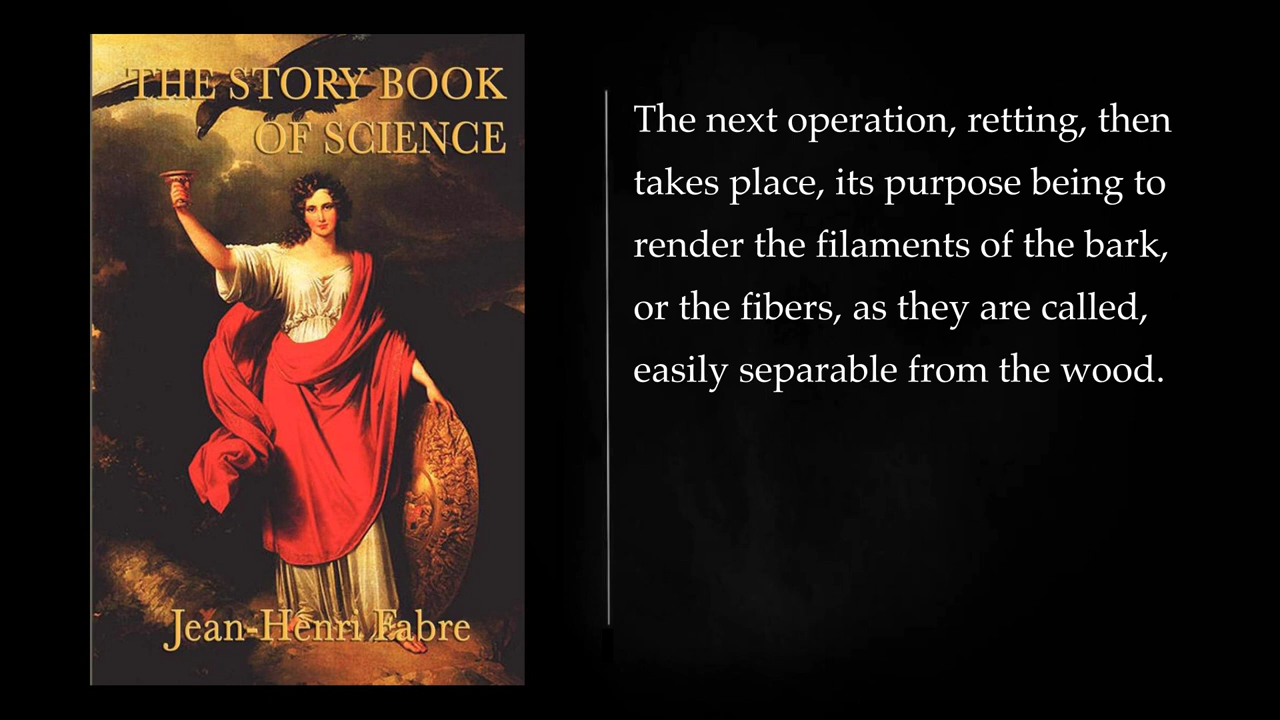 THE STORY BOOK
OF SCIENCE
Jean-Henri Fabre
The next operation, retting, then
takes place, its purpose being to
render the filaments of the bark,
or the fibers, as they are called,
easily separable from the wood.